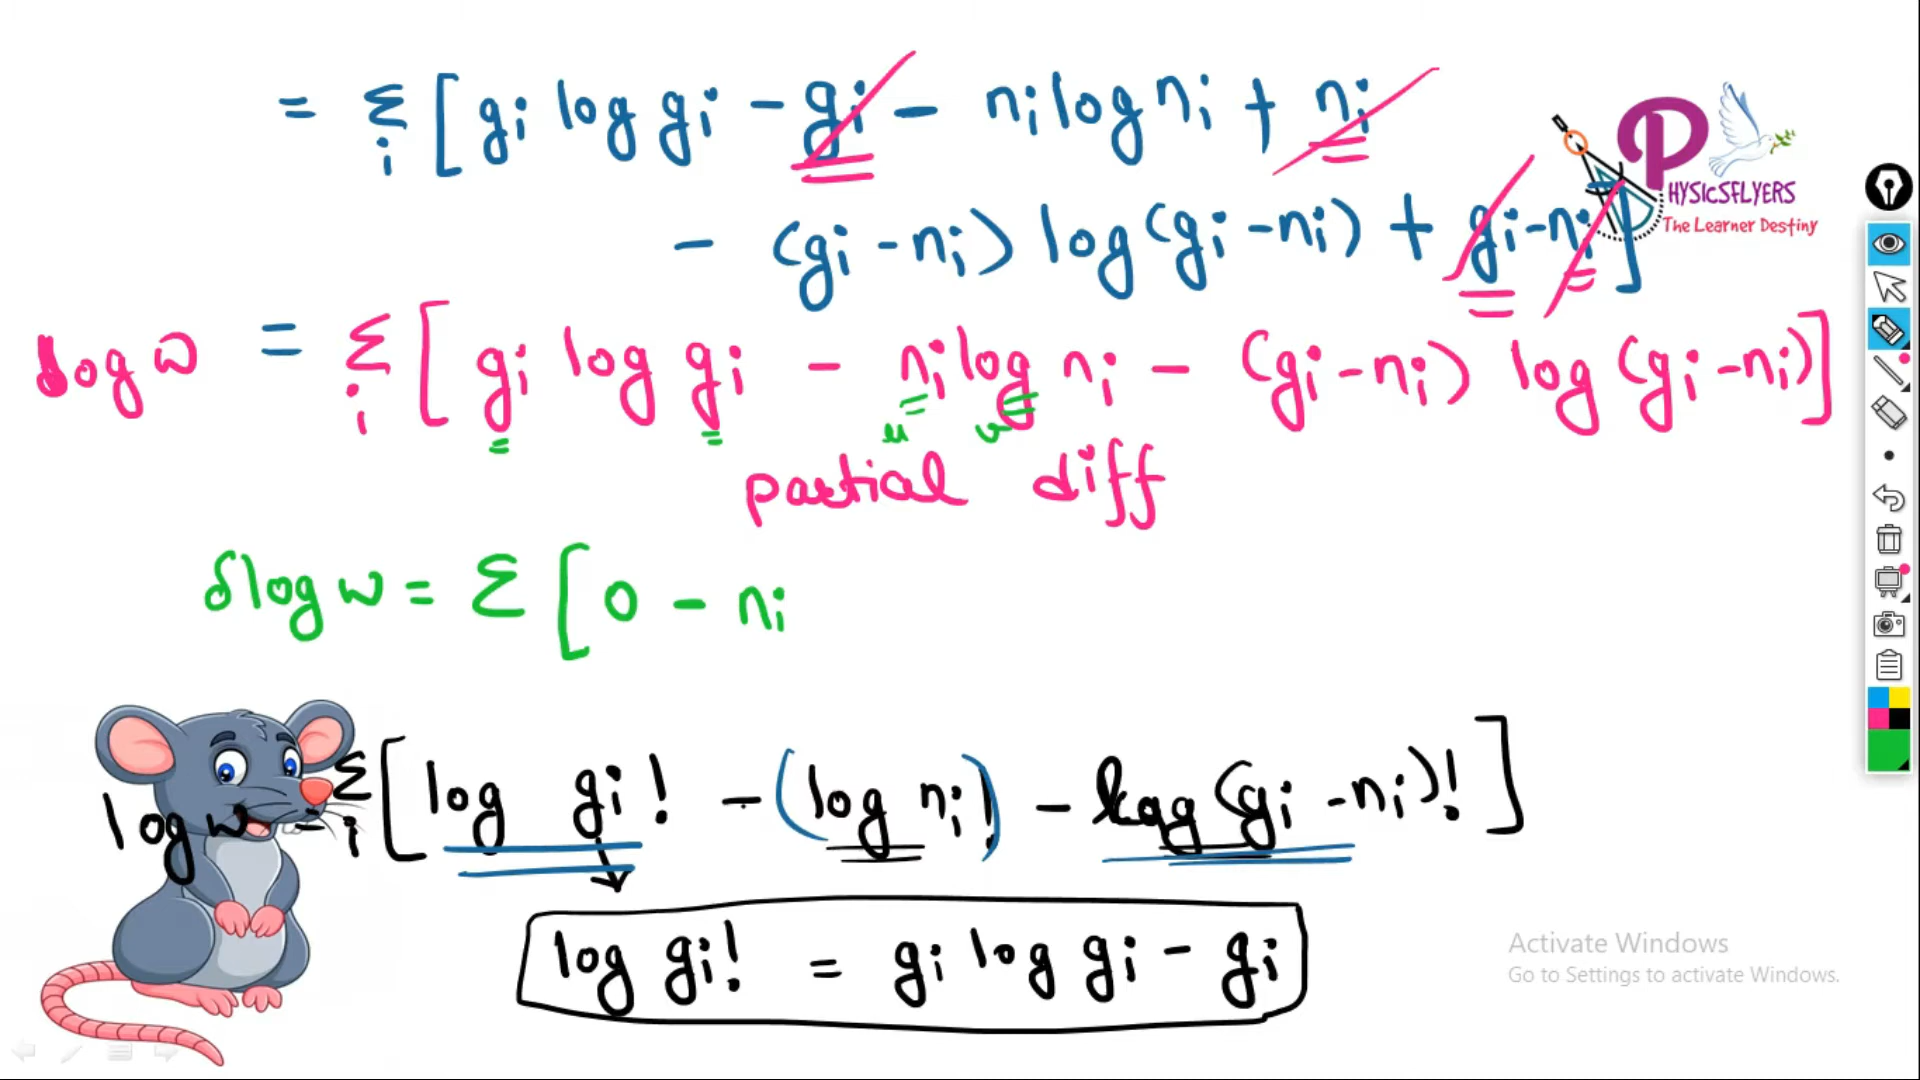 = Σi [ gi log gi - gi - ni log ni + ni
- (gi - ni) log (gi - ni) + gi - ni ]
PHYSICSFLYERS
The Learner Destiny
log w = Σi [ gi log gi - ni log ni - (gi - ni) log (gi - ni) ]
u v
partial diff
δ log w = Σ [ 0 - ni
log w = Σi [ log gi ! - (log ni !) - log (gi - ni) ! ]
log gi ! = gi log gi - gi
Activate Windows
Go to Settings to activate Windows.